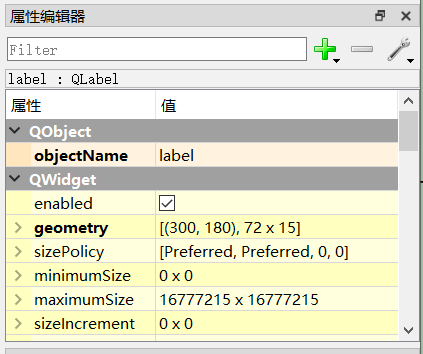 属性编辑器
Filter
label : QLabel
属性 值
QObject
objectName label
QWidget
enabled
geometry [(300, 180), 72 x 15]
sizePolicy [Preferred, Preferred, 0, 0]
minimumSize 0 x 0
maximumSize 16777215 x 16777215
sizeIncrement 0 x 0